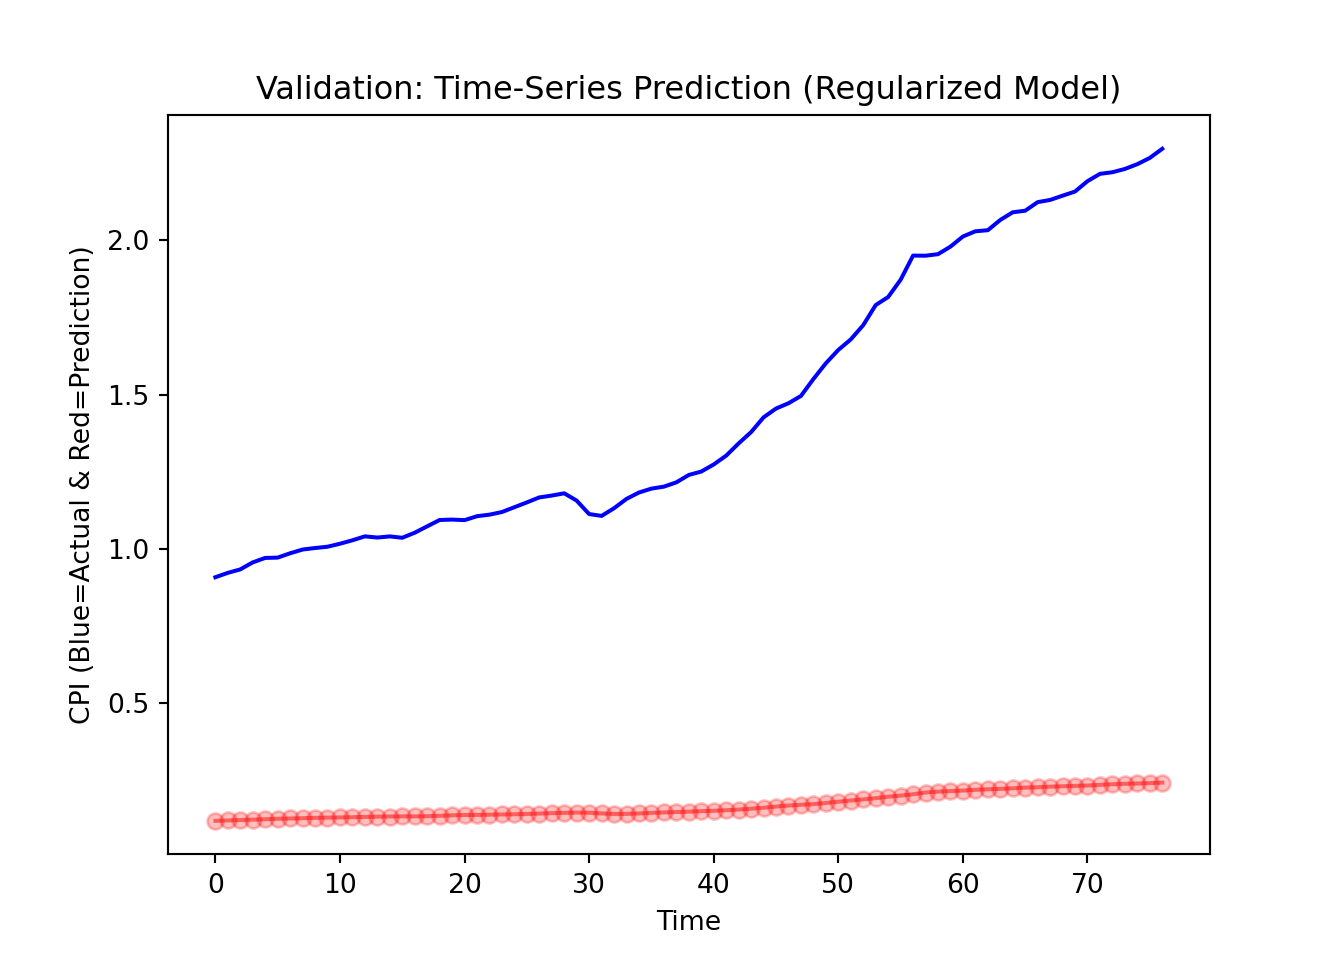 Validation: Time-Series Prediction (Regularized Model)
CPI (Blue=Actual & Red=Prediction)
2.0
1.5
1.0
0.5
0 10 20 30 40 50 60 70
Time